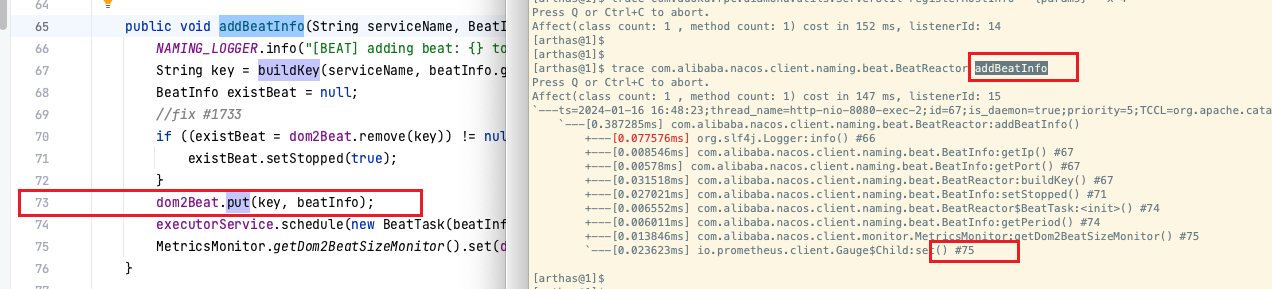 64
65 public void addBeatInfo(String serviceName, BeatI
66 NAMING_LOGGER.info("[BEAT] adding beat: {} to
67 String key = buildKey(serviceName, beatInfo.g
68 BeatInfo existBeat = null;
69 //fix #1733
70 if ((existBeat = dom2Beat.remove(key)) != nul
71 existBeat.setStopped(true);
72 }
73 dom2Beat.put(key, beatInfo);
74 executorService.schedule(new BeatTask(beatInf
75 MetricsMonitor.getDom2BeatSizeMonitor().set(d
76 }
Press Q or Ctrl+C to abort.
Affect(class count: 1 , method count: 1) cost in 152 ms, listenerId: 14
[arthas@1]$
[arthas@1]$
[arthas@1]$ trace com.alibaba.nacos.client.naming.beat.BeatReactor addBeatInfo
Press Q or Ctrl+C to abort.
Affect(class count: 1 , method count: 1) cost in 147 ms, listenerId: 15
`---ts=2024-01-16 16:48:23;thread_name=http-nio-8080-exec-2;id=67;is_daemon=true;priority=5;TCCL=org.apache.cata
`---[0.387285ms] com.alibaba.nacos.client.naming.beat.BeatReactor:addBeatInfo()
+---[0.077576ms] org.slf4j.Logger:info() #66
+---[0.008546ms] com.alibaba.nacos.client.naming.beat.BeatInfo:getIp() #67
+---[0.00578ms] com.alibaba.nacos.client.naming.beat.BeatInfo:getPort() #67
+---[0.031518ms] com.alibaba.nacos.client.naming.beat.BeatReactor:buildKey() #67
+---[0.027021ms] com.alibaba.nacos.client.naming.beat.BeatInfo:setStopped() #71
+---[0.006552ms] com.alibaba.nacos.client.naming.beat.BeatReactor$BeatTask:<init>() #74
+---[0.006011ms] com.alibaba.nacos.client.naming.beat.BeatInfo:getPeriod() #74
+---[0.013846ms] com.alibaba.nacos.client.monitor.MetricsMonitor:getDom2BeatSizeMonitor() #75
`---[0.023623ms] io.prometheus.client.Gauge$Child:set() #75
[arthas@1]$